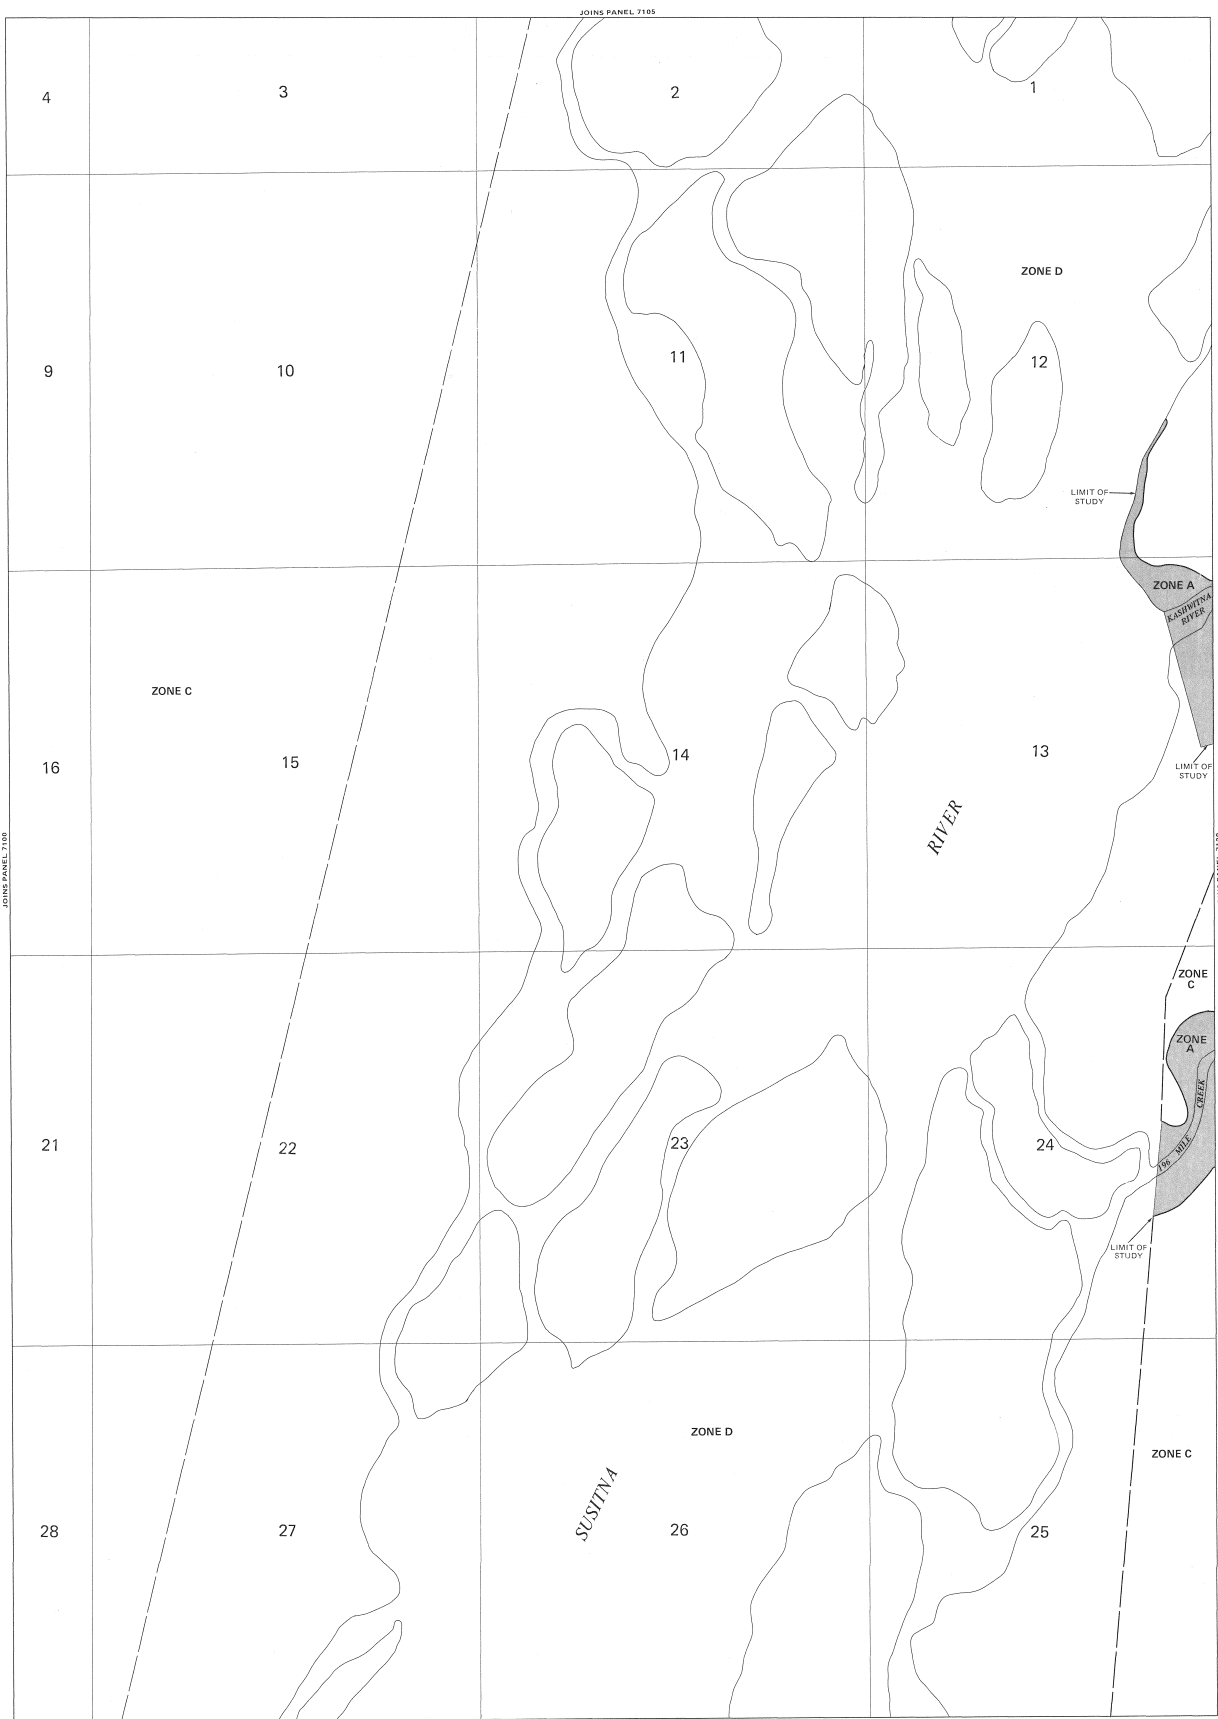 JOINS PANEL 7105
4
3
2
1
ZONE D
9
10
11
12
LIMIT OF
STUDY
ZONE A
KASHWITNA
RIVER
ZONE C
16
15
14
13
LIMIT OF
STUDY
RIVER
JOINS PANEL 7100
ZONE
C
ZONE
A
CREEK
21
22
23
24
196 MILE
LIMIT OF
STUDY
ZONE D
ZONE C
SUSITNA
28
27
26
25